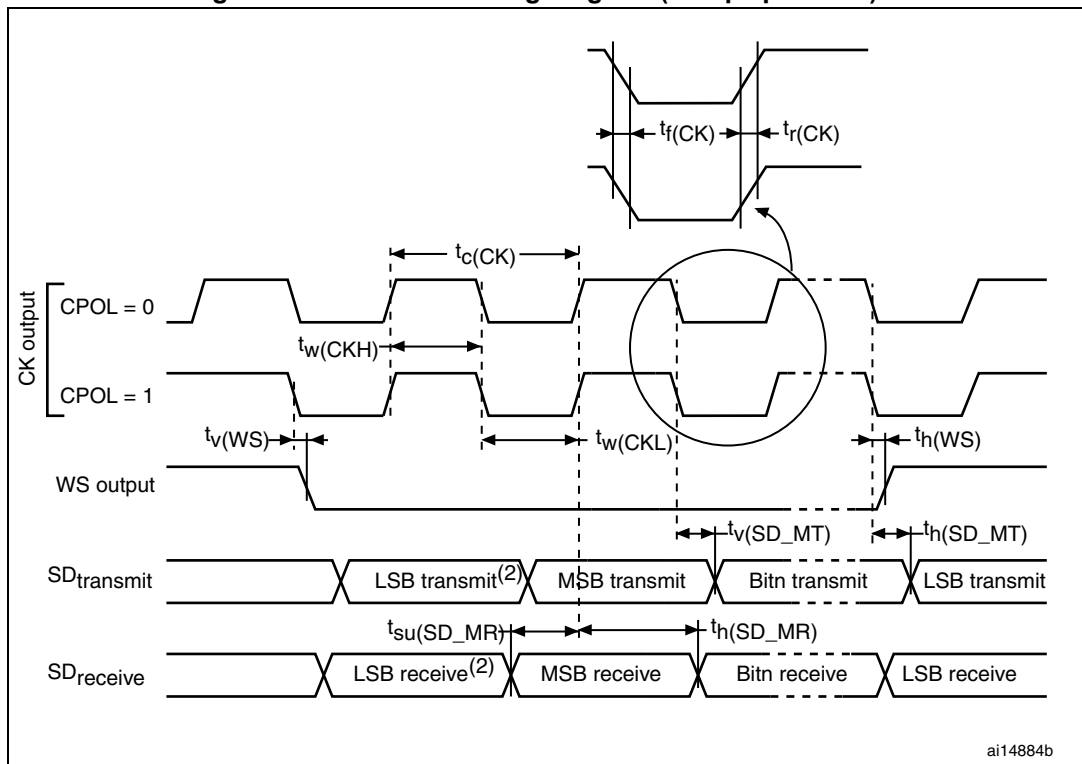 tf(CK)
tr(CK)
tc(CK)
CK output
CPOL = 0
tw(CKH)
CPOL = 1
tv(WS)
tw(CKL)
th(WS)
WS output
tv(SD_MT)
th(SD_MT)
SDtransmit
LSB transmit(2)
MSB transmit
Bitn transmit
LSB transmit
tsu(SD_MR)
th(SD_MR)
SDreceive
LSB receive(2)
MSB receive
Bitn receive
LSB receive
ai14884b